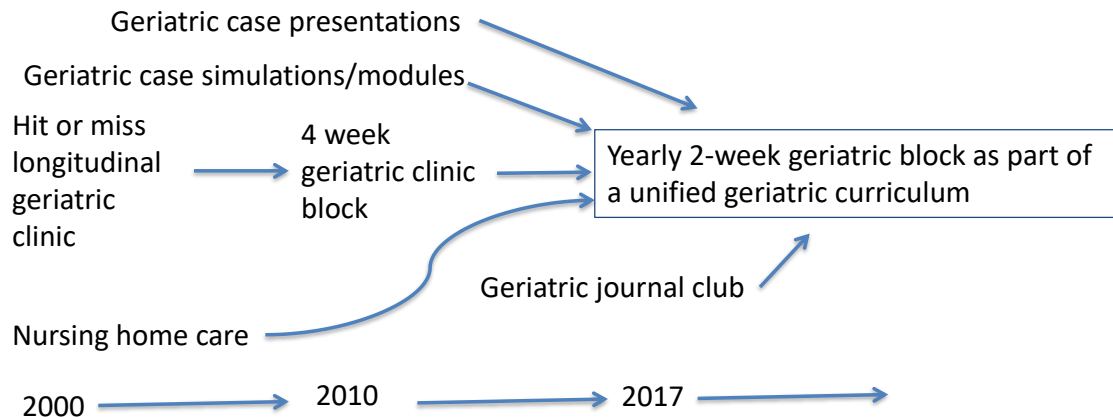 Geriatric case presentations
Geriatric case simulations/modules
Hit or miss
longitudinal
geriatric
clinic
4 week
geriatric clinic
block
Yearly 2-week geriatric block as part of
a unified geriatric curriculum
Geriatric journal club
Nursing home care
2000
2010
2017